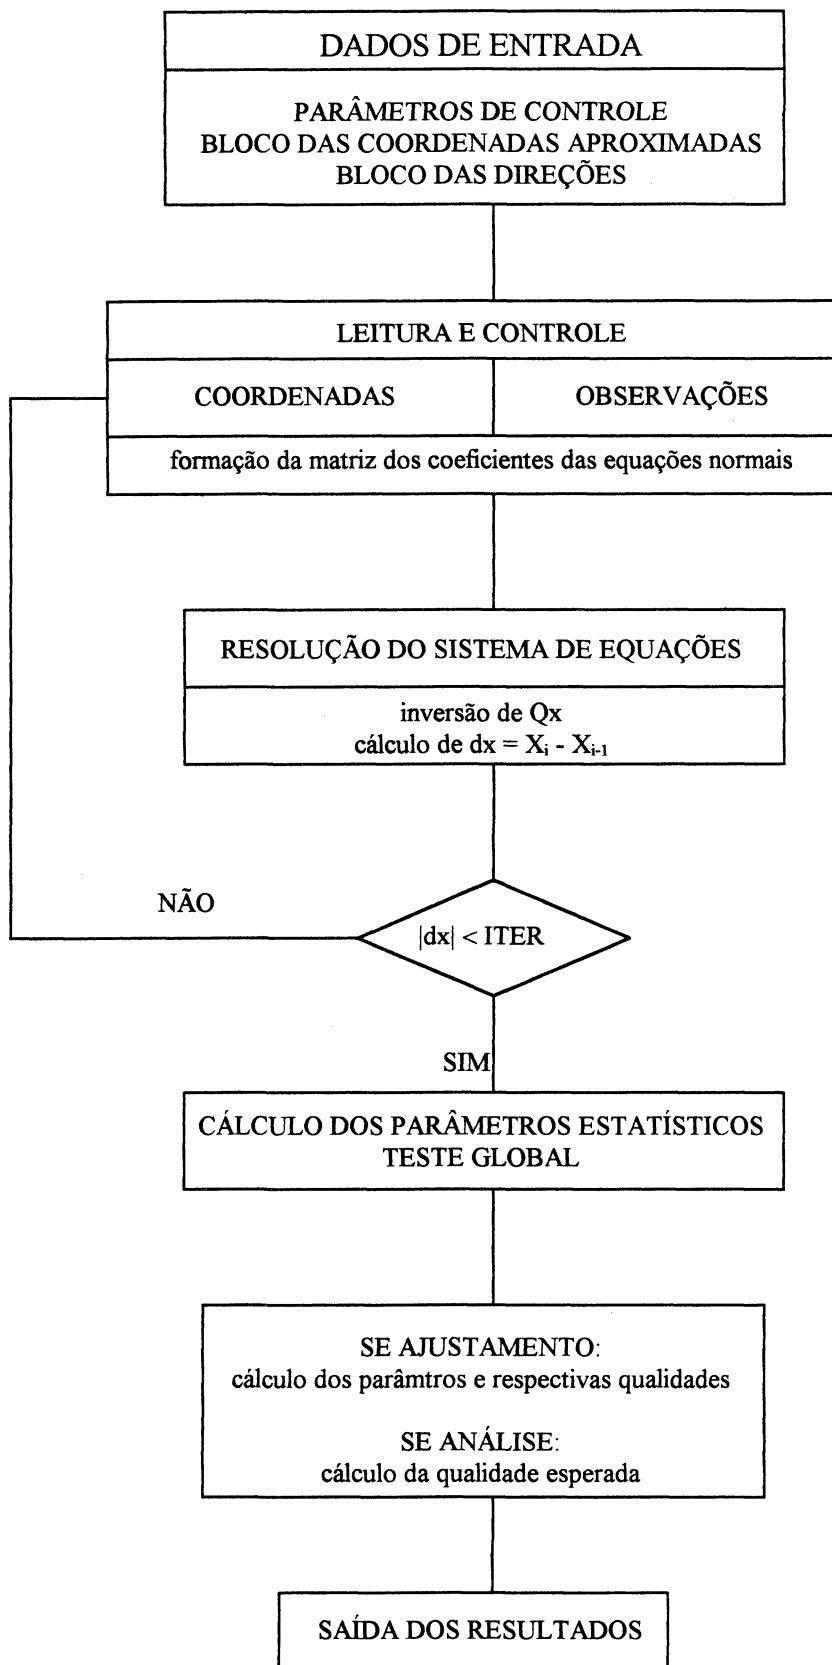 DADOS DE ENTRADA
PARÂMETROS DE CONTROLE
BLOCO DAS COORDENADAS APROXIMADAS
BLOCO DAS DIREÇÕES
LEITURA E CONTROLE
COORDENADAS
OBSERVAÇÕES
formação da matriz dos coeficientes das equações normais
RESOLUÇÃO DO SISTEMA DE EQUAÇÕES
inversão de Qx
cálculo de dx = Xi - Xi-1
NÃO
|dx| < ITER
SIM
CÁLCULO DOS PARÂMETROS ESTATÍSTICOS
TESTE GLOBAL
SE AJUSTAMENTO:
cálculo dos parâmtros e respectivas qualidades
SE ANÁLISE:
cálculo da qualidade esperada
SAÍDA DOS RESULTADOS